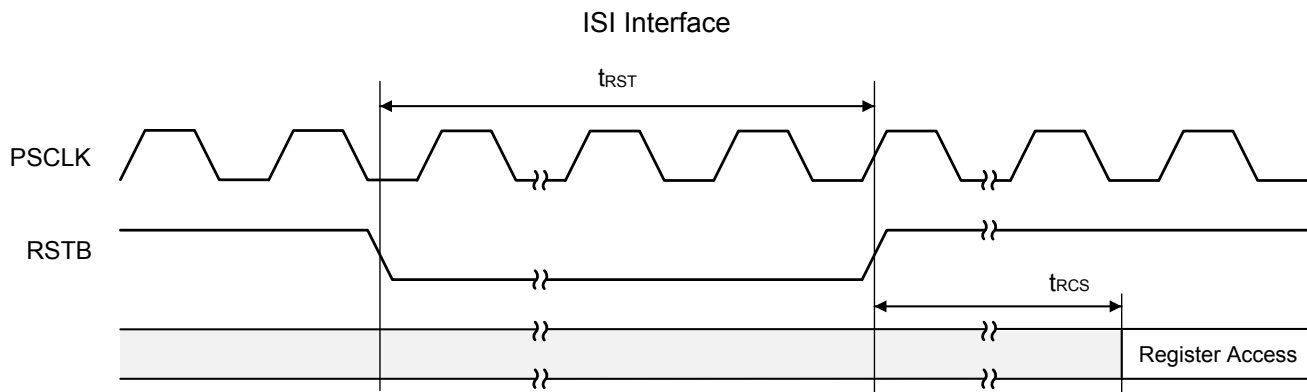 ISI Interface
tRST
PSCLK
RSTB
tRCS
Register Access